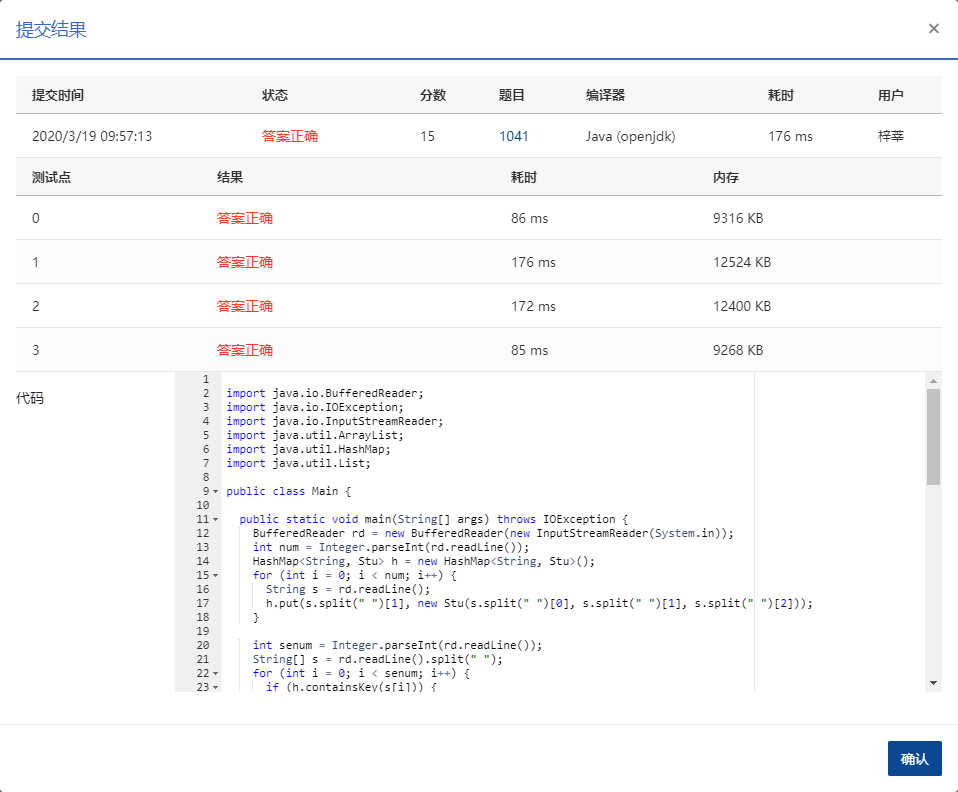 提交结果
×
提交时间 状态 分数 题目 编译器 耗时 用户
2020/3/19 09:57:13 答案正确 15 1041 Java (openjdk) 176 ms 梓莘
测试点 结果 耗时 内存
0 答案正确 86 ms 9316 KB
1 答案正确 176 ms 12524 KB
2 答案正确 172 ms 12400 KB
3 答案正确 85 ms 9268 KB
代码
1
2 import java.io.BufferedReader;
3 import java.io.IOException;
4 import java.io.InputStreamReader;
5 import java.util.ArrayList;
6 import java.util.HashMap;
7 import java.util.List;
8
9 public class Main {
10
11 public static void main(String[] args) throws IOException {
12 BufferedReader rd = new BufferedReader(new InputStreamReader(System.in));
13 int num = Integer.parseInt(rd.readLine());
14 HashMap<String, Stu> h = new HashMap<String, Stu>();
15 for (int i = 0; i < num; i++) {
16 String s = rd.readLine();
17 h.put(s.split(" ")[1], new Stu(s.split(" ")[0], s.split(" ")[1], s.split(" ")[2]));
18 }
19
20 int senum = Integer.parseInt(rd.readLine());
21 String[] s = rd.readLine().split(" ");
22 for (int i = 0; i < senum; i++) {
23 if (h.containsKey(s[i])) {
确认